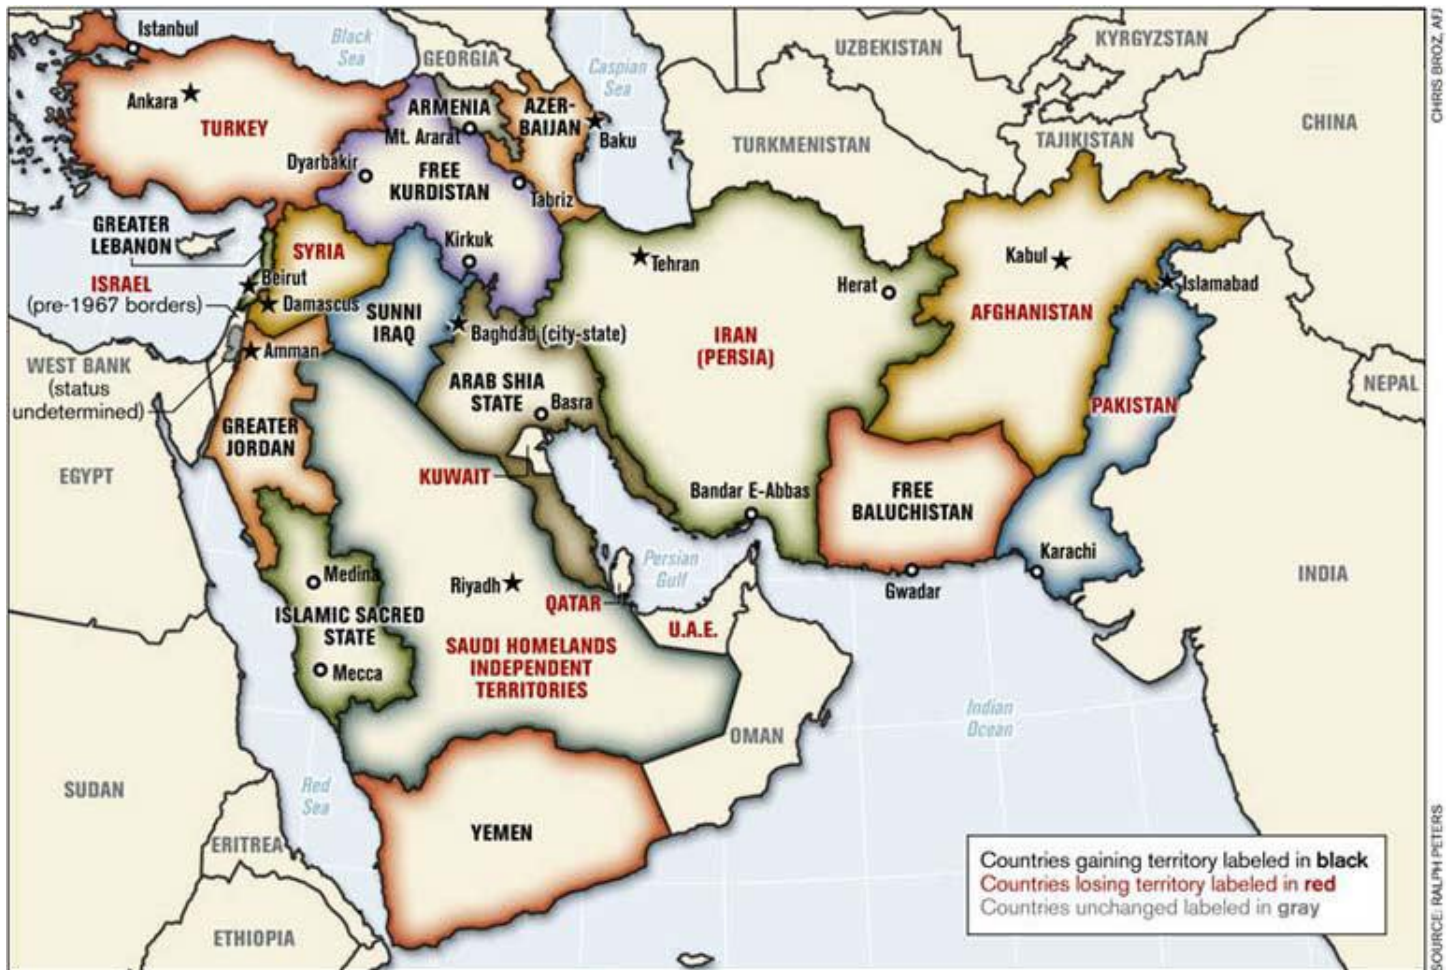 Istanbul
Black
Sea
GEORGIA
Caspian
Sea
UZBEKISTAN
KYRGYZSTAN
CHRIS BROZ, AFJ
Ankara
TURKEY
ARMENIA
Mt. Ararat
AZER-
BAIJAN
Baku
TURKMENISTAN
TAJIKISTAN
CHINA
Dyarbakir
FREE
KURDISTAN
Tabriz
GREATER
LEBANON
SYRIA
Kirkuk
Tehran
Herat
Kabul
Islamabad
ISRAEL
(pre-1967 borders)
Beirut
Damascus
SUNNI
IRAQ
Baghdad (city-state)
IRAN
(PERSIA)
AFGHANISTAN
WEST BANK
(status
undetermined)
Amman
ARAB SHIA
STATE
Basra
PAKISTAN
NEPAL
GREATER
JORDAN
EGYPT
KUWAIT
Bandar E-Abbas
FREE
BALUCHISTAN
Karachi
Gwadar
INDIA
Medina
ISLAMIC SACRED
STATE
Mecca
Riyadh
Persian
Gulf
QATAR
U.A.E.
SAUDI HOMELANDS
INDEPENDENT
TERRITORIES
OMAN
Indian
Ocean
SUDAN
Red
Sea
ERITREA
YEMEN
ETHIOPIA
Countries gaining territory labeled in black
Countries losing territory labeled in red
Countries unchanged labeled in gray
SOURCE: RALPH PETERS